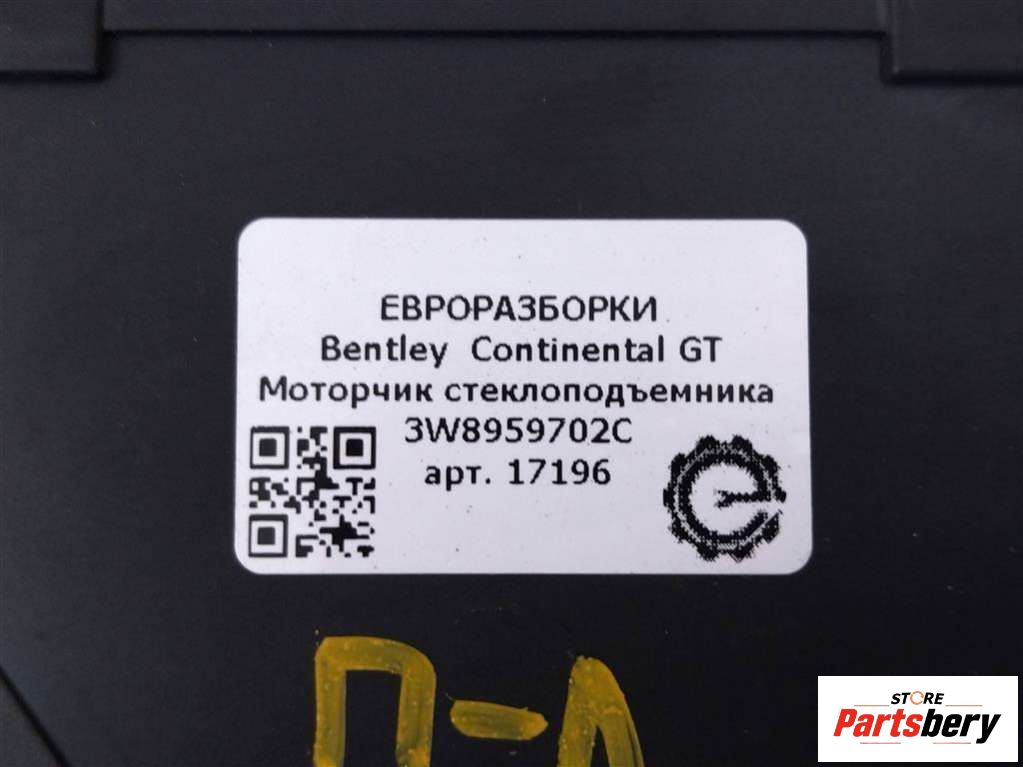 ЕВРОРАЗБОРКИ
Bentley Continental GT
Моторчик стеклоподъемника
3W8959702C
арт. 17196
П-Л
STORE
Partsbery